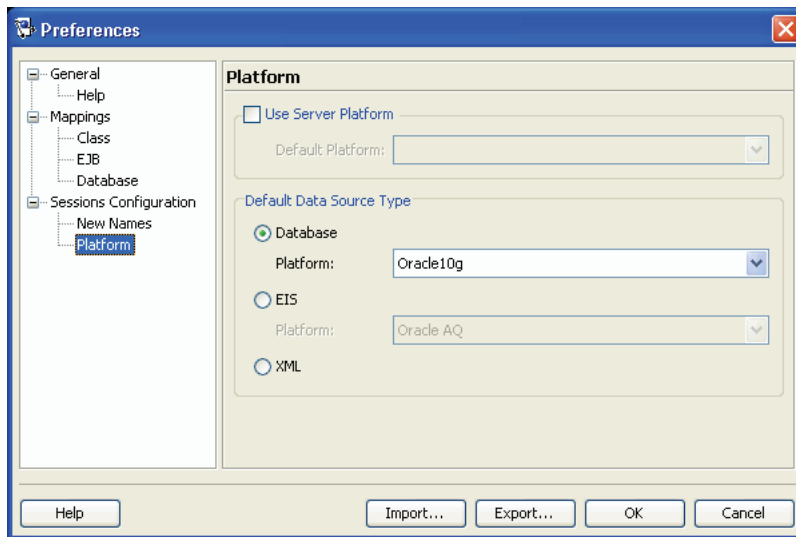 Preferences
General
Help
Mappings
Class
EJB
Database
Sessions Configuration
New Names
Platform
Platform
Use Server Platform
Default Platform:
Default Data Source Type
Database
Platform: Oracle10g
EIS
Platform: Oracle AQ
XML
Help Import... Export... OK Cancel